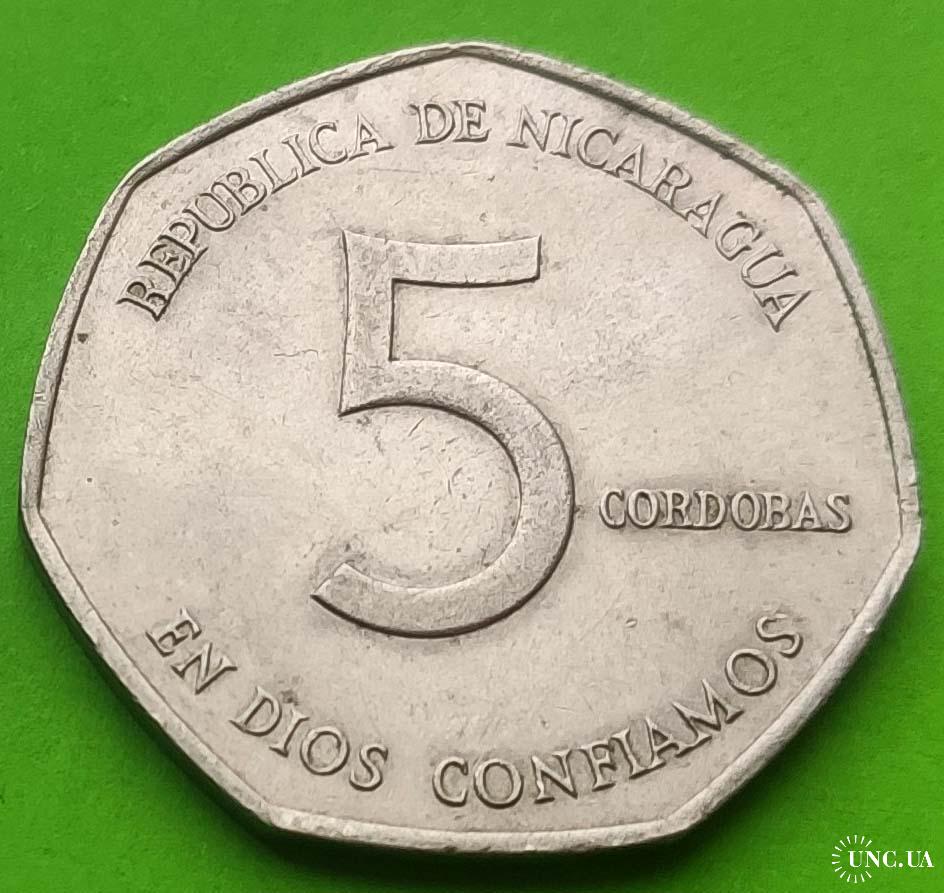 REPUBLICA DE NICARAGUA
5
CORDOBAS
EN DIOS CONFIAMOS
UNC.UA